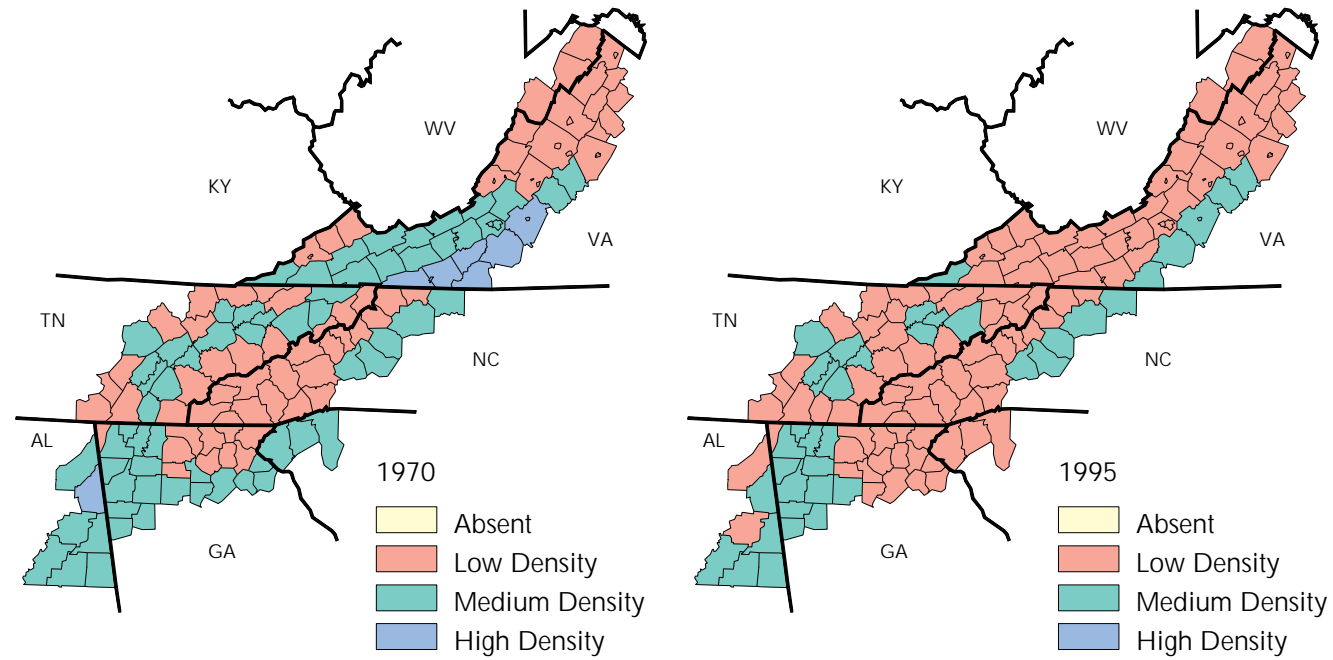 WV
KY
VA
TN
NC
AL
GA
1970
Absent
Low Density
Medium Density
High Density
WV
KY
VA
TN
NC
AL
GA
1995
Absent
Low Density
Medium Density
High Density